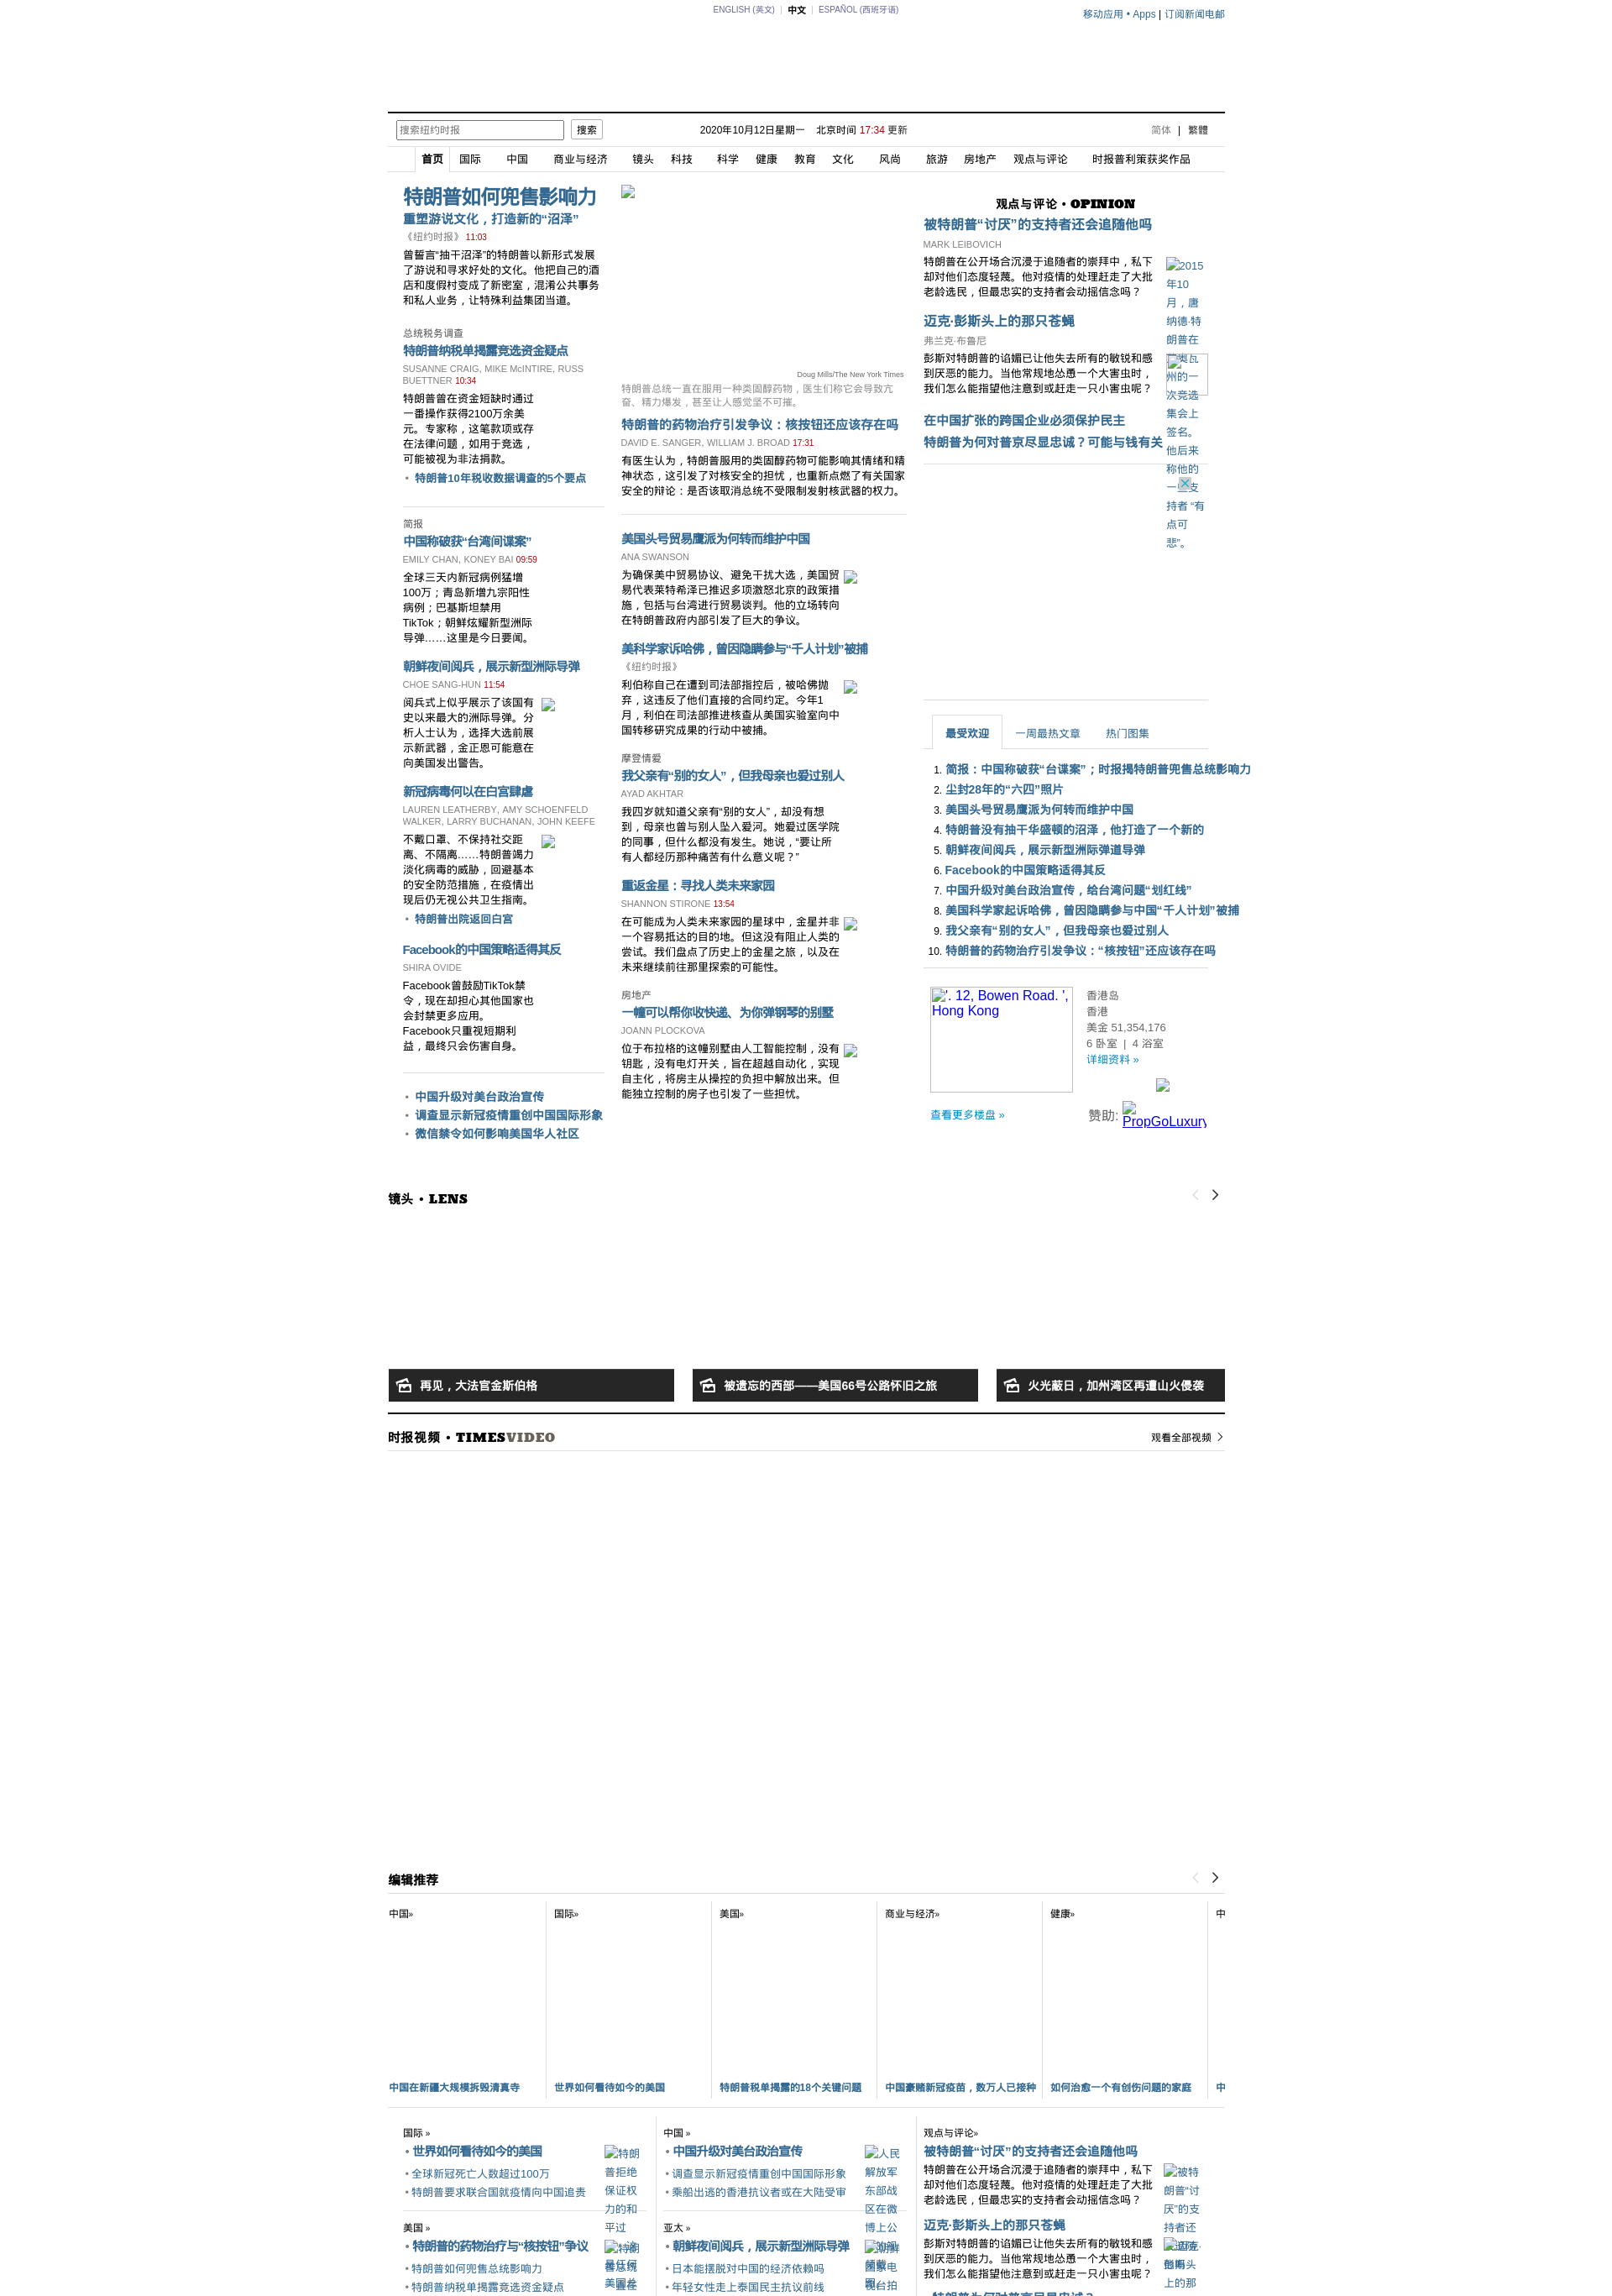 ENGLISH (英文) | 中文 | ESPAÑOL (西班牙语)
移动应用 • Apps | 订阅新闻电邮
搜索纽约时报
搜索
2020年10月12日星期一 北京时间 17:34 更新
简体 | 繁體
首页 国际 中国 商业与经济 镜头 科技 科学 健康 教育 文化 风尚 旅游 房地产 观点与评论 时报普利策获奖作品
特朗普如何兜售影响力
重塑游说文化，打造新的“沼泽”
《纽约时报》 11:03
曾誓言“抽干沼泽”的特朗普以新形式发展
了游说和寻求好处的文化。他把自己的酒
店和度假村变成了新密室，混淆公共事务
和私人业务，让特殊利益集团当道。
总统税务调查
特朗普纳税单揭露竞选资金疑点
SUSANNE CRAIG, MIKE McINTIRE, RUSS
BUETTNER 10:34
特朗普曾在资金短缺时通过
一番操作获得2100万余美
元。专家称，这笔款项或存
在法律问题，如用于竞选，
可能被视为非法捐款。
• 特朗普10年税收数据调查的5个要点
简报
中国称破获“台湾间谍案”
EMILY CHAN, KONEY BAI 09:59
全球三天内新冠病例猛增
100万；青岛新增九宗阳性
病例；巴基斯坦禁用
TikTok；朝鲜炫耀新型洲际
导弹……这里是今日要闻。
朝鲜夜间阅兵，展示新型洲际导弹
CHOE SANG-HUN 11:54
阅兵式上似乎展示了该国有
史以来最大的洲际导弹。分
析人士认为，选择大选前展
示新武器，金正恩可能意在
向美国发出警告。
新冠病毒何以在白宫肆虐
LAUREN LEATHERBY, AMY SCHOENFELD
WALKER, LARRY BUCHANAN, JOHN KEEFE
不戴口罩、不保持社交距
离、不隔离……特朗普竭力
淡化病毒的威胁，回避基本
的安全防范措施，在疫情出
现后仍无视公共卫生指南。
• 特朗普出院返回白宫
Facebook的中国策略适得其反
SHIRA OVIDE
Facebook曾鼓励TikTok禁
令，现在却担心其他国家也
会封禁更多应用。
Facebook只重视短期利
益，最终只会伤害自身。
• 中国升级对美台政治宣传
• 调查显示新冠疫情重创中国国际形象
• 微信禁令如何影响美国华人社区
Doug Mills/The New York Times
特朗普总统一直在服用一种类固醇药物，医生们称它会导致亢
奋、精力爆发，甚至让人感觉坚不可摧。
特朗普的药物治疗引发争议：核按钮还应该存在吗
DAVID E. SANGER, WILLIAM J. BROAD 17:31
有医生认为，特朗普服用的类固醇药物可能影响其情绪和精
神状态，这引发了对核安全的担忧，也重新点燃了有关国家
安全的辩论：是否该取消总统不受限制发射核武器的权力。
美国头号贸易鹰派为何转而维护中国
ANA SWANSON
为确保美中贸易协议、避免干扰大选，美国贸
易代表莱特希泽已推迟多项激怒北京的政策措
施，包括与台湾进行贸易谈判。他的立场转向
在特朗普政府内部引发了巨大的争议。
美科学家诉哈佛，曾因隐瞒参与“千人计划”被捕
《纽约时报》
利伯称自己在遭到司法部指控后，被哈佛抛
弃，这违反了他们直接的合同约定。今年1
月，利伯在司法部推进核查从美国实验室向中
国转移研究成果的行动中被捕。
摩登情爱
我父亲有“别的女人”，但我母亲也爱过别人
AYAD AKHTAR
我四岁就知道父亲有“别的女人”，却没有想
到，母亲也曾与别人坠入爱河。她爱过医学院
的同事，但什么都没有发生。她说，“要让所
有人都经历那种痛苦有什么意义呢？”
重返金星：寻找人类未来家园
SHANNON STIRONE 13:54
在可能成为人类未来家园的星球中，金星并非
一个容易抵达的目的地。但这没有阻止人类的
尝试。我们盘点了历史上的金星之旅，以及在
未来继续前往那里探索的可能性。
房地产
一幢可以帮你收快递、为你弹钢琴的别墅
JOANN PLOCKOVA
位于布拉格的这幢别墅由人工智能控制，没有
钥匙，没有电灯开关，旨在超越自动化，实现
自主化，将房主从操控的负担中解放出来。但
能独立控制的房子也引发了一些担忧。
观点与评论 • OPINION
被特朗普“讨厌”的支持者还会追随他吗
MARK LEIBOVICH
特朗普在公开场合沉浸于追随者的崇拜中，私下
却对他们态度轻蔑。他对疫情的处理赶走了大批
老龄选民，但最忠实的支持者会动摇信念吗？
2015
年10
月，唐
纳德·特
朗普在
州的一
次竞选
集会上
签名。
他后来
称他的
一些支
持者 “有
点可
悲”。
迈克·彭斯头上的那只苍蝇
弗兰克·布鲁尼
彭斯对特朗普的谄媚已让他失去所有的敏锐和感
到厌恶的能力。当他常规地怂恿一个大害虫时，
我们怎么能指望他注意到或赶走一只小害虫呢？
在中国扩张的跨国企业必须保护民主
特朗普为何对普京尽显忠诚？可能与钱有关
最受欢迎 一周最热文章 热门图集
1. 简报：中国称破获“台谍案”；时报揭特朗普兜售总统影响力
2. 尘封28年的“六四”照片
3. 美国头号贸易鹰派为何转而维护中国
4. 特朗普没有抽干华盛顿的沼泽，他打造了一个新的
5. 朝鲜夜间阅兵，展示新型洲际弹道导弹
6. Facebook的中国策略适得其反
7. 中国升级对美台政治宣传，给台湾问题“划红线”
8. 美国科学家起诉哈佛，曾因隐瞒参与中国“千人计划”被捕
9. 我父亲有“别的女人”，但我母亲也爱过别人
10. 特朗普的药物治疗引发争议：“核按钮”还应该存在吗
'. 12, Bowen Road. ',
Hong Kong
香港岛
香港
美金 51,354,176
6 卧室 | 4 浴室
详细资料 »
查看更多楼盘 »
赞助: PropGoLuxury
镜头 • LENS
再见，大法官金斯伯格
被遗忘的西部——美国66号公路怀旧之旅
火光蔽日，加州湾区再遭山火侵袭
时报视频 • TIMESVIDEO
观看全部视频
编辑推荐
中国» 国际» 美国» 商业与经济» 健康» 中
中国在新疆大规模拆毁清真寺
世界如何看待如今的美国
特朗普税单揭露的18个关键问题
中国豪赌新冠疫苗，数万人已接种
如何治愈一个有创伤问题的家庭
中
国际 »
• 世界如何看待如今的美国
• 全球新冠死亡人数超过100万
• 特朗普要求联合国就疫情向中国追责
特朗
普拒绝
保证权
力的和
平过
美国 »
• 特朗普的药物治疗与“核按钮”争议
• 特朗普如何兜售总统影响力
• 特朗普纳税单揭露竞选资金疑点
中国 »
• 中国升级对美台政治宣传
• 调查显示新冠疫情重创中国国际形象
• 乘船出逃的香港抗议者或在大陆受审
人民
解放军
东部战
区在微
博上公
亚太 »
• 朝鲜夜间阅兵，展示新型洲际导弹
• 日本能摆脱对中国的经济依赖吗
• 年轻女性走上泰国民主抗议前线
观点与评论»
被特朗普“讨厌”的支持者还会追随他吗
特朗普在公开场合沉浸于追随者的崇拜中，私下
却对他们态度轻蔑。他对疫情的处理赶走了大批
老龄选民，但最忠实的支持者会动摇信念吗？
被特
朗普“讨
厌”的支
持者还
迈克·彭斯头上的那只苍蝇
彭斯对特朗普的谄媚已让他失去所有的敏锐和感
到厌恶的能力。当他常规地怂恿一个大害虫时，
我们怎么能指望他注意到或赶走一只小害虫呢？